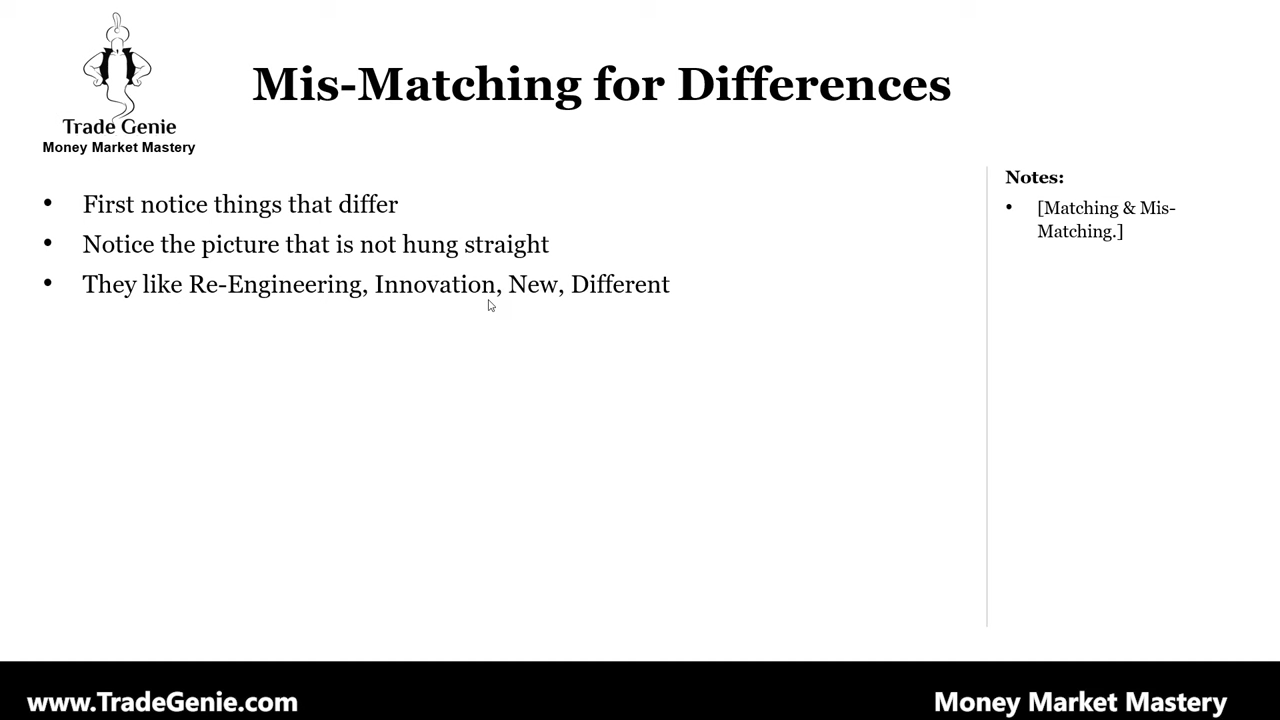 Mis-Matching for Differences
Trade Genie
Money Market Mastery
• First notice things that differ
• Notice the picture that is not hung straight
• They like Re-Engineering, Innovation, New, Different
Notes:
• [Matching & Mis-
Matching.]
www.TradeGenie.com
Money Market Mastery